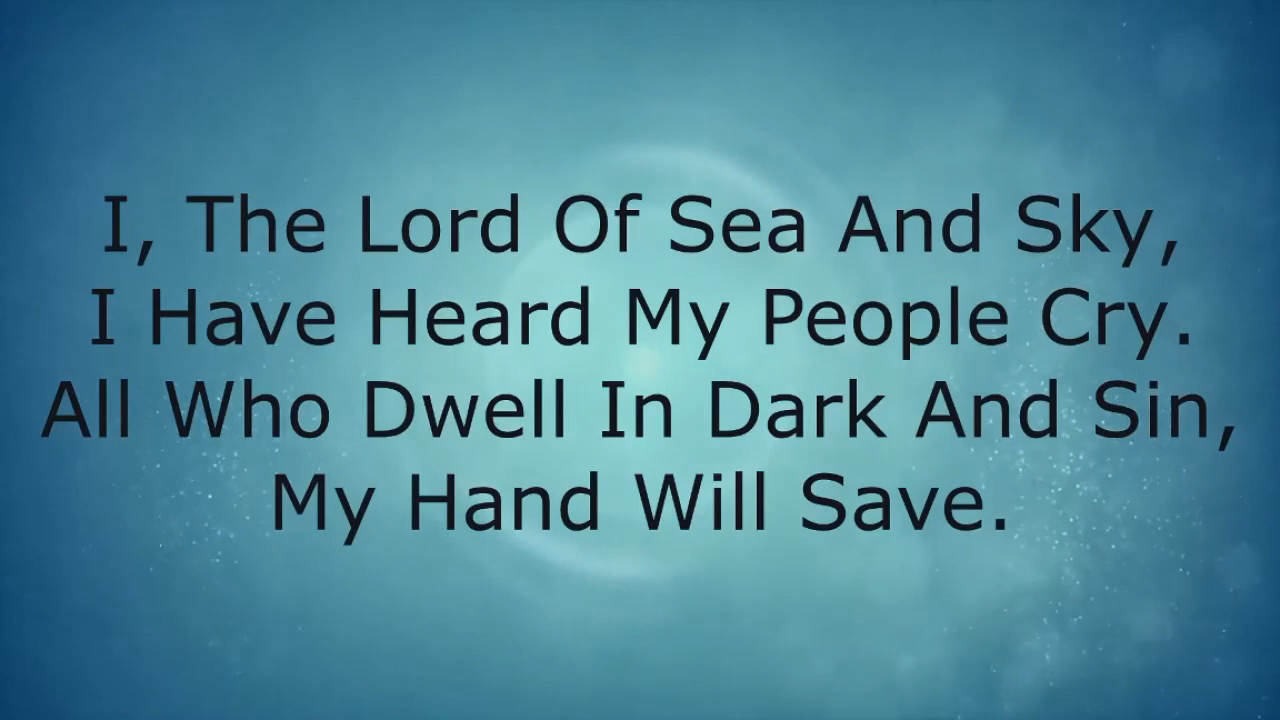 I, The Lord Of Sea And Sky,
I Have Heard My People Cry.
All Who Dwell In Dark And Sin,
My Hand Will Save.